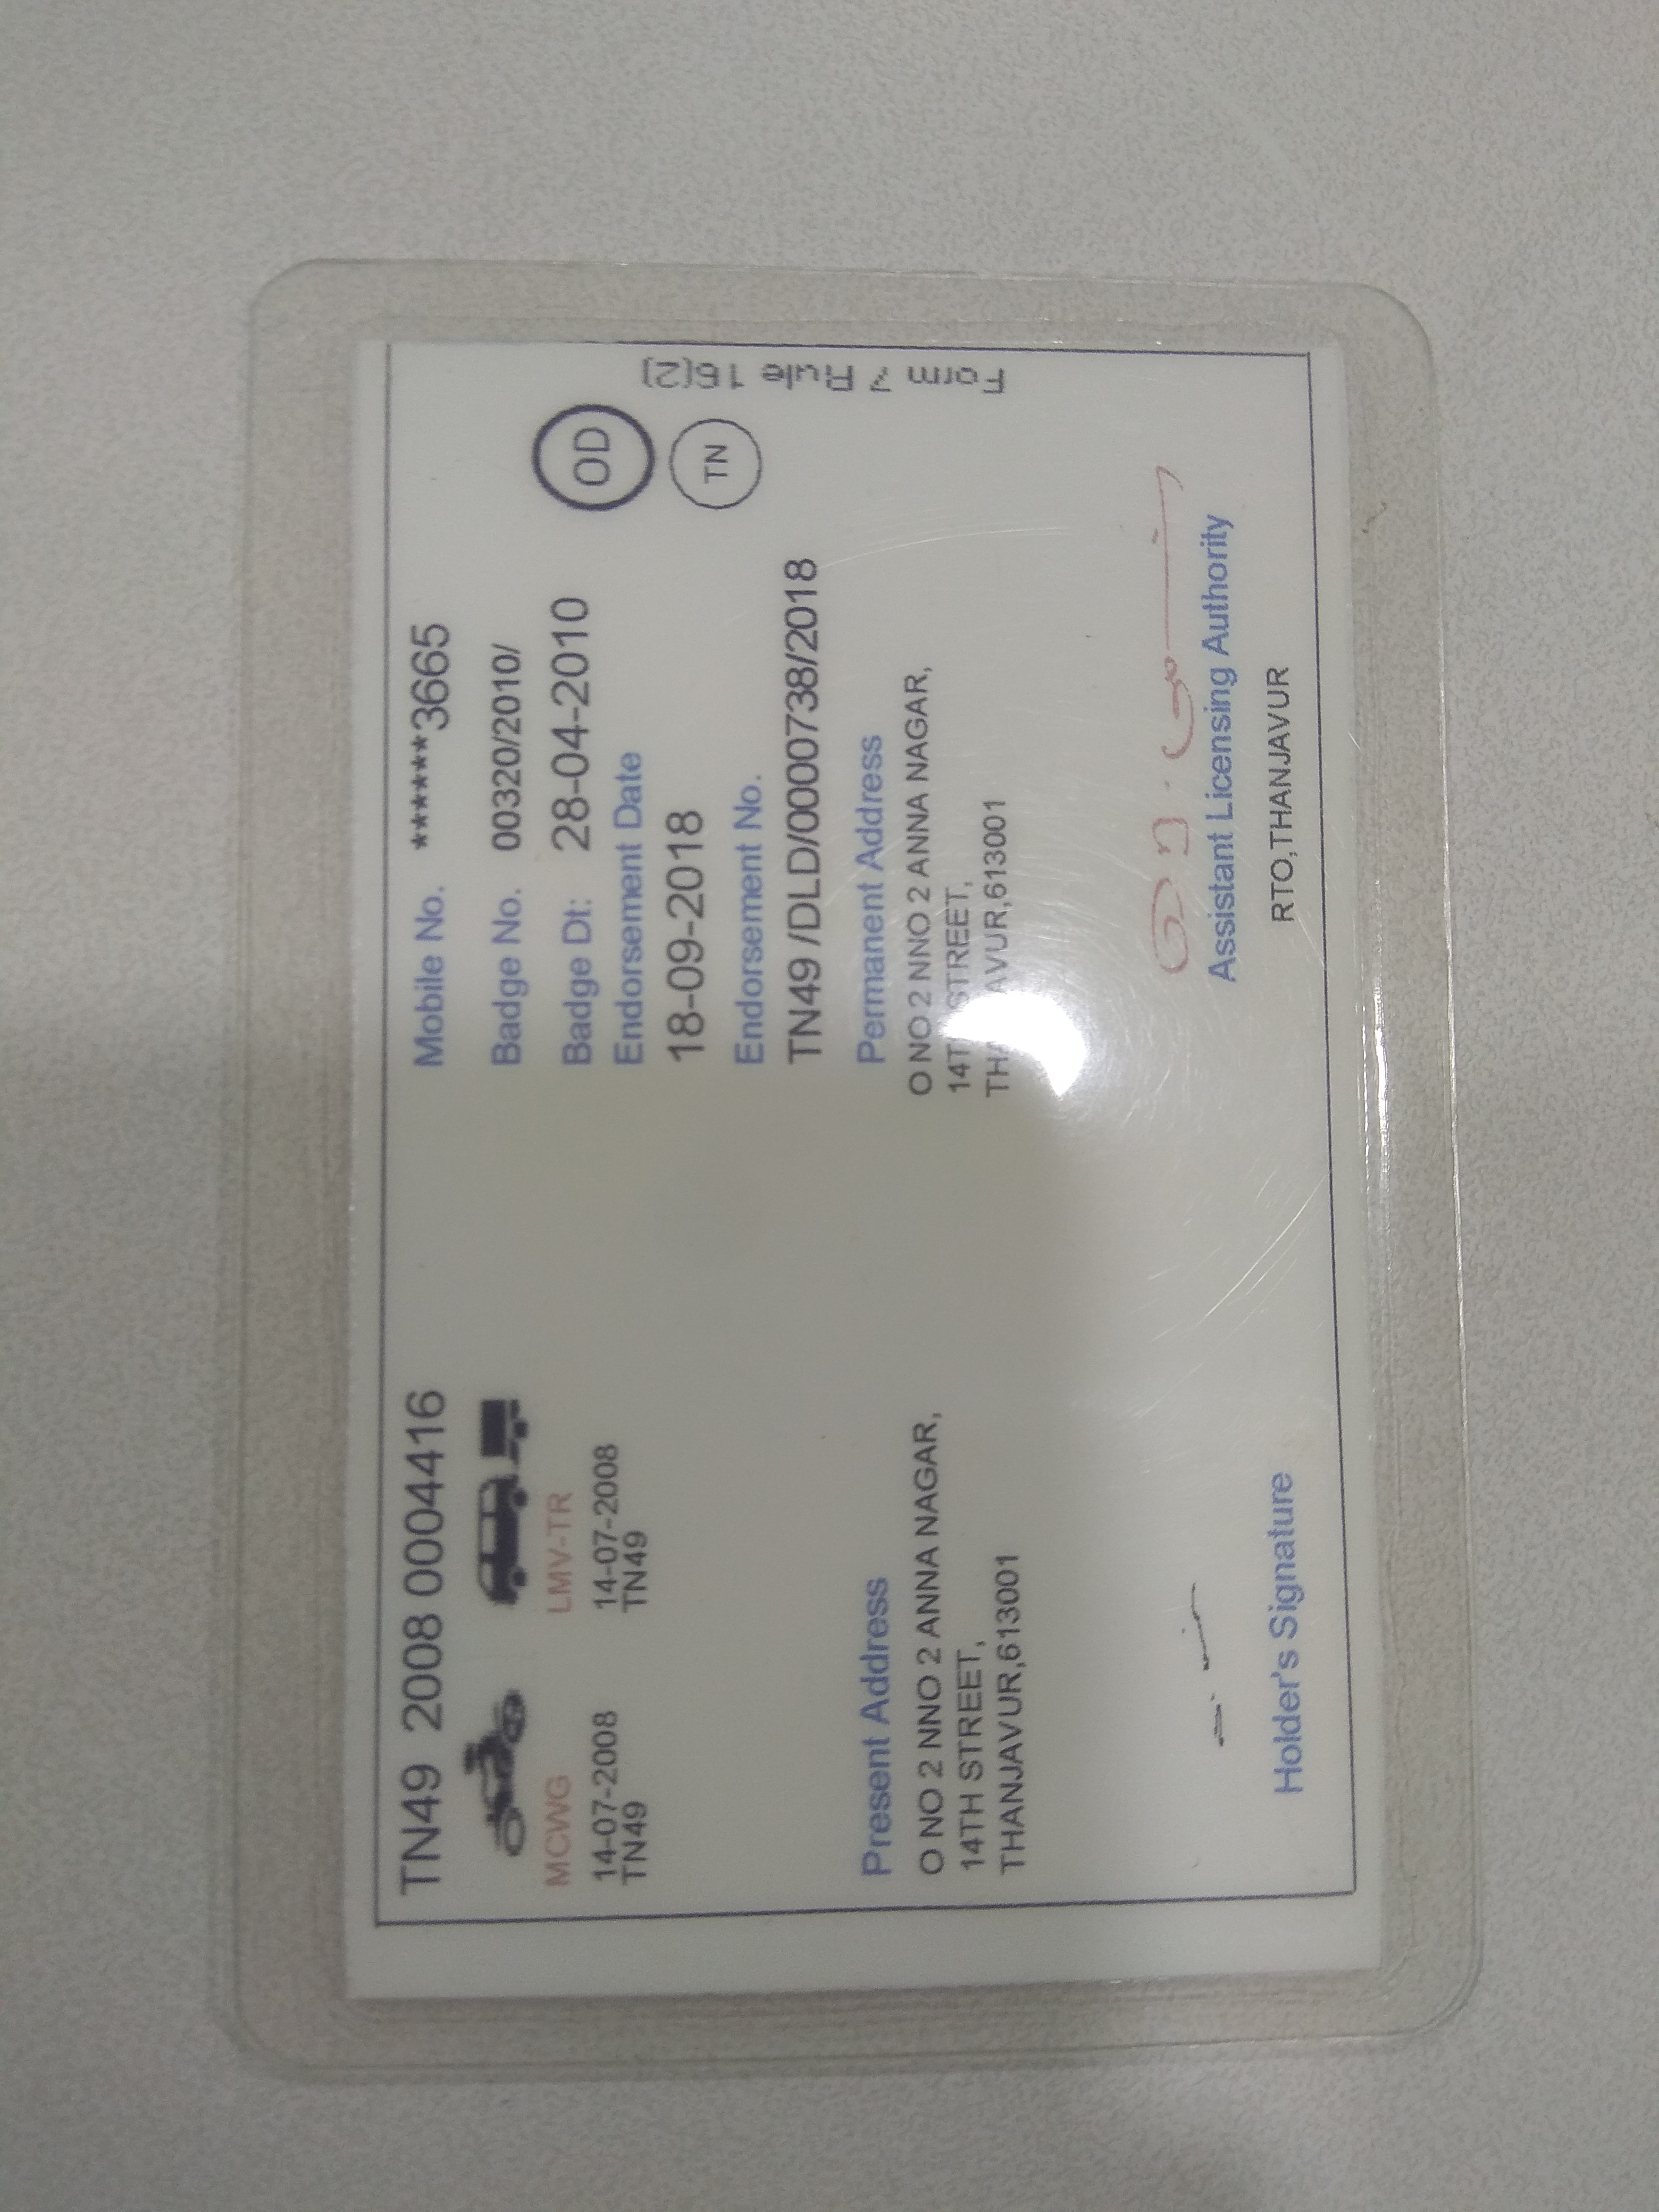 TN49 2008 0004416
MCWG
14-07-2008
TN49
LMV-TR
14-07-2008
TN49
Mobile No. ******3665
Badge No. 00320/2010/
Badge Dt: 28-04-2010
Endorsement Date
18-09-2018
Endorsement No.
TN49 /DLD/0000738/2018
OD
TN
Form 7 Rule 16(2)
Present Address
O NO 2 NNO 2 ANNA NAGAR,
14TH STREET,
THANJAVUR,613001
Permanent Address
O NO 2 NNO 2 ANNA NAGAR,
14TH STREET,
THANJAVUR,613001
Holder's Signature
Assistant Licensing Authority
RTO,THANJAVUR